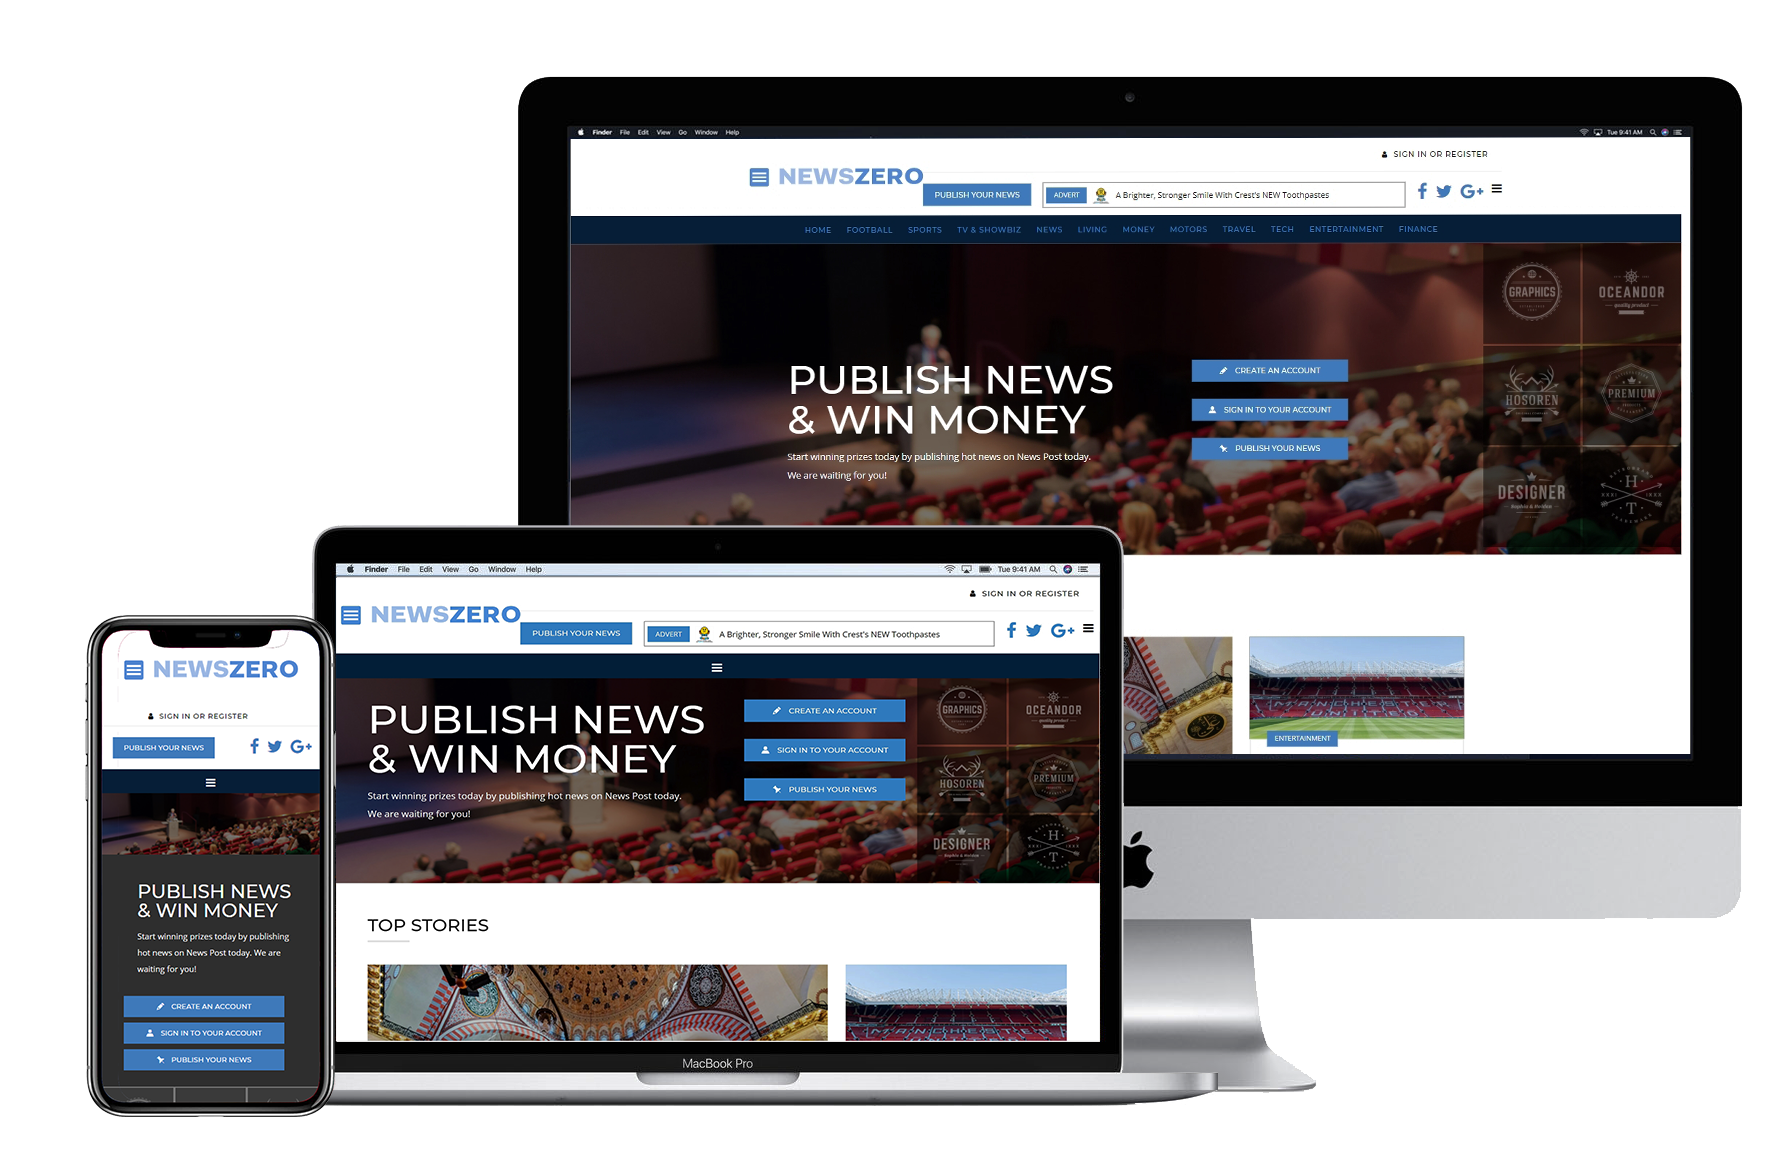 Finder File Edit View Go Window Help
Tue 9:41 AM
SIGN IN OR REGISTER
NEWSZERO
PUBLISH YOUR NEWS
ADVERT
A Brighter, Stronger Smile With Crest's NEW Toothpastes
G+
HOME FOOTBALL SPORTS TV & SHOWBIZ NEWS LIVING MONEY MOTORS TRAVEL TECH ENTERTAINMENT FINANCE
GRAPHICS
OCEANDOR
quality product
PUBLISH NEWS
& WIN MONEY
Start winning prizes today by publishing hot news on News Post today.
We are waiting for you!
CREATE AN ACCOUNT
SIGN IN TO YOUR ACCOUNT
PUBLISH YOUR NEWS
HOSOREN
PREMIUM
DESIGNER
H
T
MANCHESTER
UNITED
ENTERTAINMENT
Finder File Edit View Go Window Help
Tue 9:41 AM
SIGN IN OR REGISTER
NEWSZERO
PUBLISH YOUR NEWS
ADVERT
A Brighter, Stronger Smile With Crest's NEW Toothpastes
G+
PUBLISH NEWS
& WIN MONEY
Start winning prizes today by publishing hot news on News Post today.
We are waiting for you!
CREATE AN ACCOUNT
SIGN IN TO YOUR ACCOUNT
PUBLISH YOUR NEWS
GRAPHICS
OCEANDOR
quality product
HOSOREN
PREMIUM
DESIGNER
H
T
TOP STORIES
MANCHESTER
MacBook Pro
NEWSZERO
SIGN IN OR REGISTER
PUBLISH YOUR NEWS
G+
PUBLISH NEWS
& WIN MONEY
Start winning prizes today by publishing
hot news on News Post today. We are
waiting for you!
CREATE AN ACCOUNT
SIGN IN TO YOUR ACCOUNT
PUBLISH YOUR NEWS